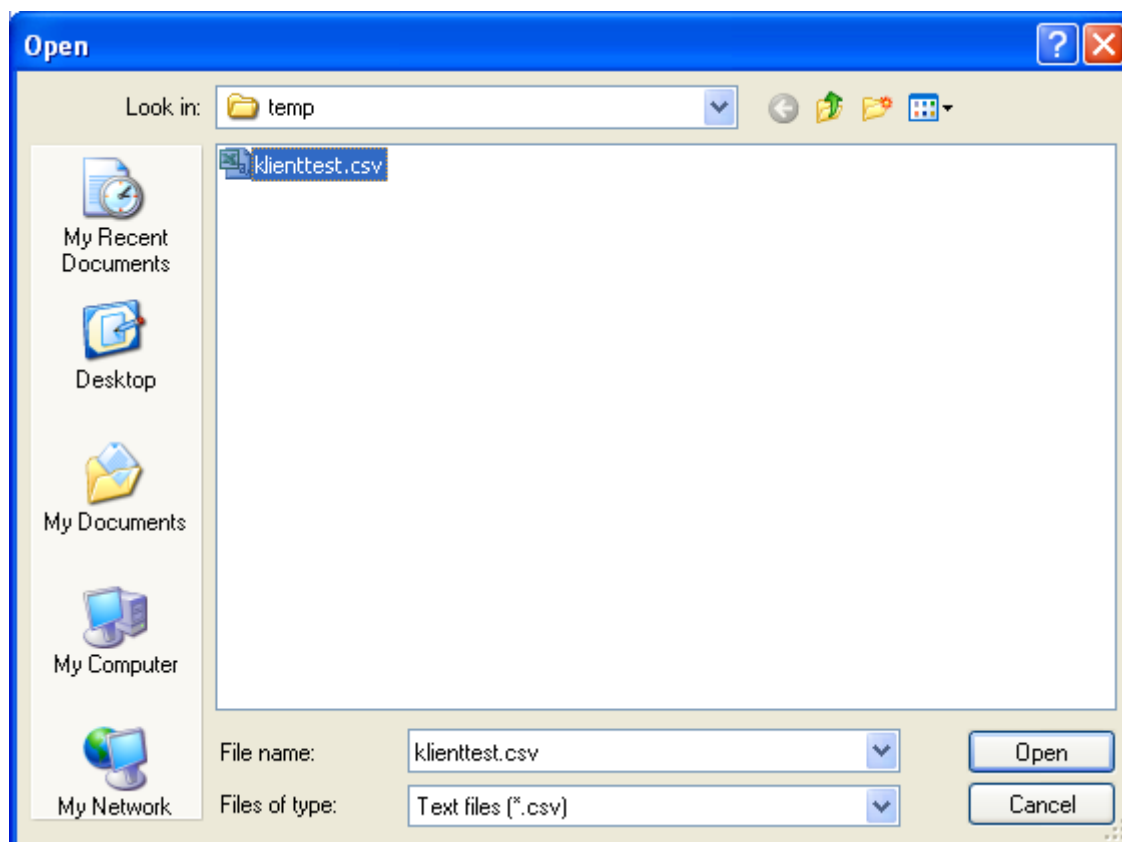 Open
Look in: temp
klienttest.csv
My Recent
Documents
Desktop
My Documents
My Computer
My Network
File name: klienttest.csv Open
Files of type: Text files (*.csv) Cancel